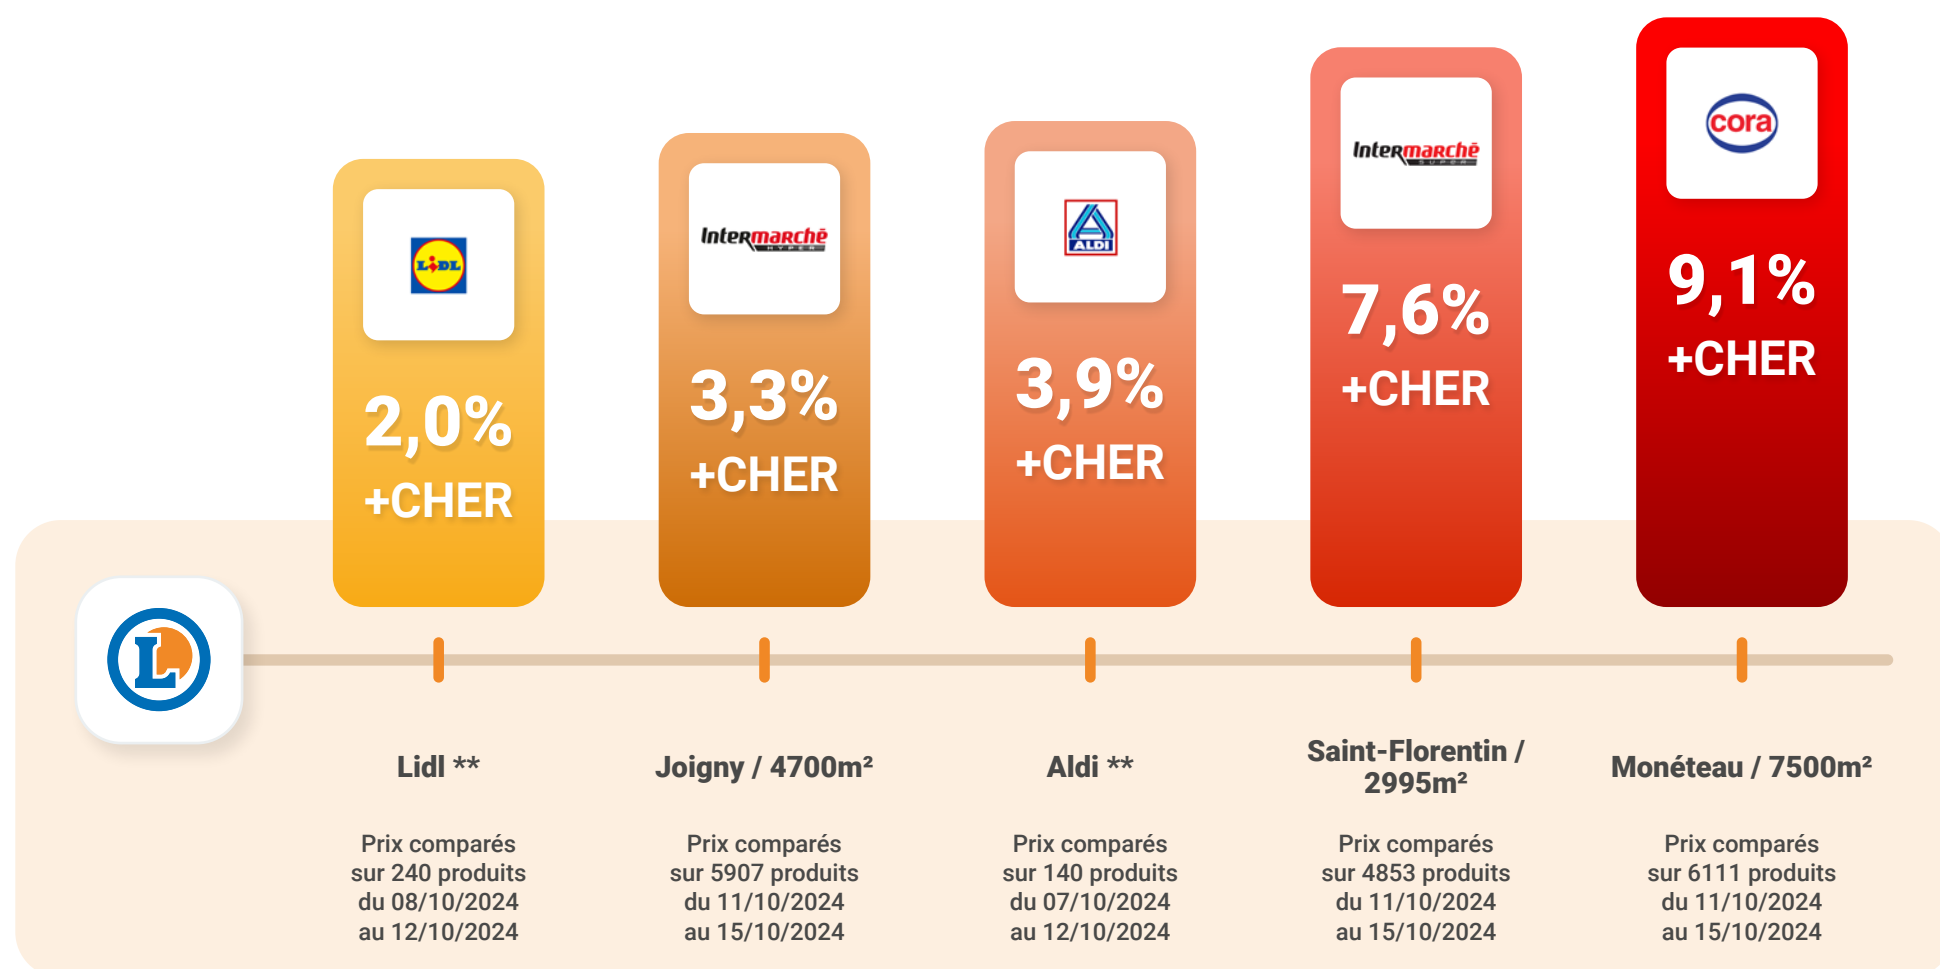 LIDL
2,0%
+CHER
Intermarchē
HYPER
3,3%
+CHER
ALDI
3,9%
+CHER
Intermarchē
SUPER
7,6%
+CHER
cora
9,1%
+CHER
L
Lidl **
Prix comparés
sur 240 produits
du 08/10/2024
au 12/10/2024
Joigny / 4700m²
Prix comparés
sur 5907 produits
du 11/10/2024
au 15/10/2024
Aldi **
Prix comparés
sur 140 produits
du 07/10/2024
au 12/10/2024
Saint-Florentin /
2995m²
Prix comparés
sur 4853 produits
du 11/10/2024
au 15/10/2024
Monéteau / 7500m²
Prix comparés
sur 6111 produits
du 11/10/2024
au 15/10/2024